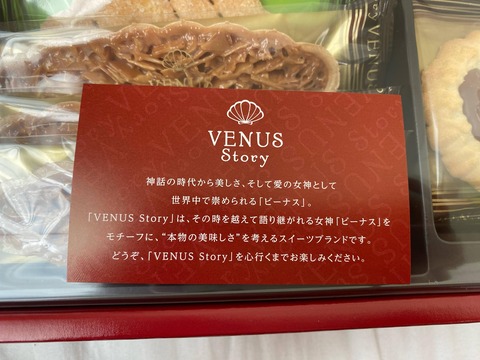 VENUS
Story
神話の時代から美しさ、そして愛の女神として
世界中で崇められる「ビーナス」。
「VENUS Story」は、その時を越えて語り継がれる女神「ビーナス」を
モチーフに、“本物の美味しさ”を考えるスイーツブランドです。
どうぞ、「VENUS Story」を心行くまでお楽しみください。
VENUS